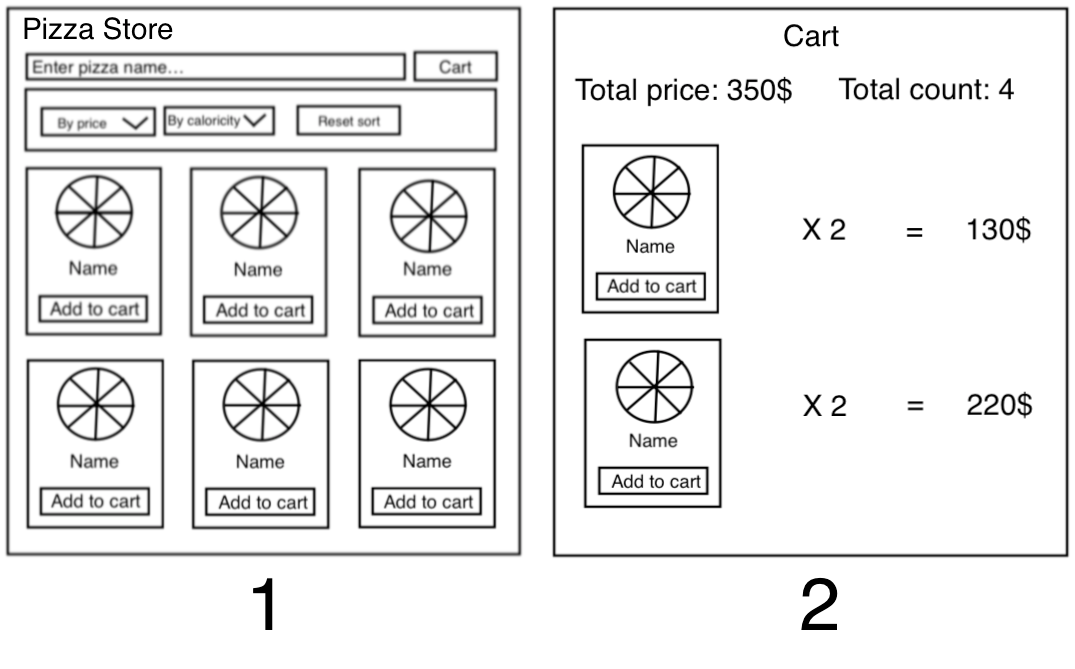 Pizza Store
Enter pizza name...
Cart
By price
By caloricity
Reset sort
Name
Name
Name
Add to cart
Add to cart
Add to cart
Name
Name
Name
Add to cart
Add to cart
Add to cart
1
Cart
Total price: 350$
Total count: 4
Name
Add to cart
X 2 = 130$
Name
Add to cart
X 2 = 220$
2